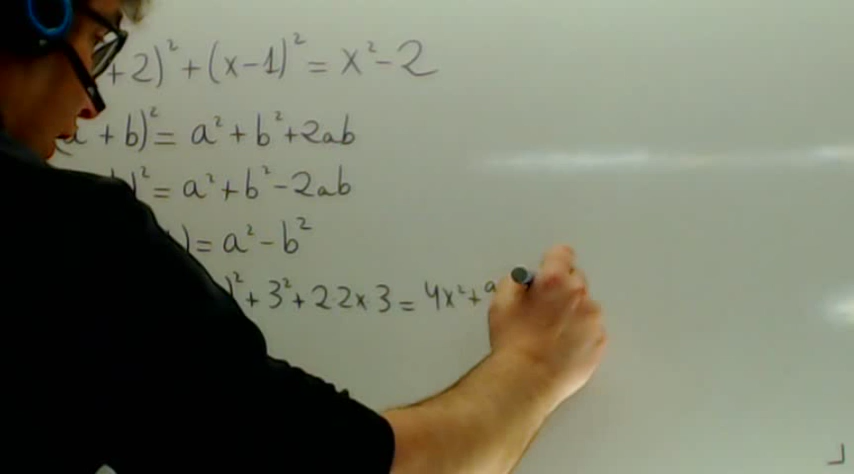 +2)² + (x-1)² = x² - 2
a + b)² = a² + b² + 2ab
)² = a² + b² - 2ab
) = a² - b²
)² + 3² + 2·2x·3 = 4x² + 9